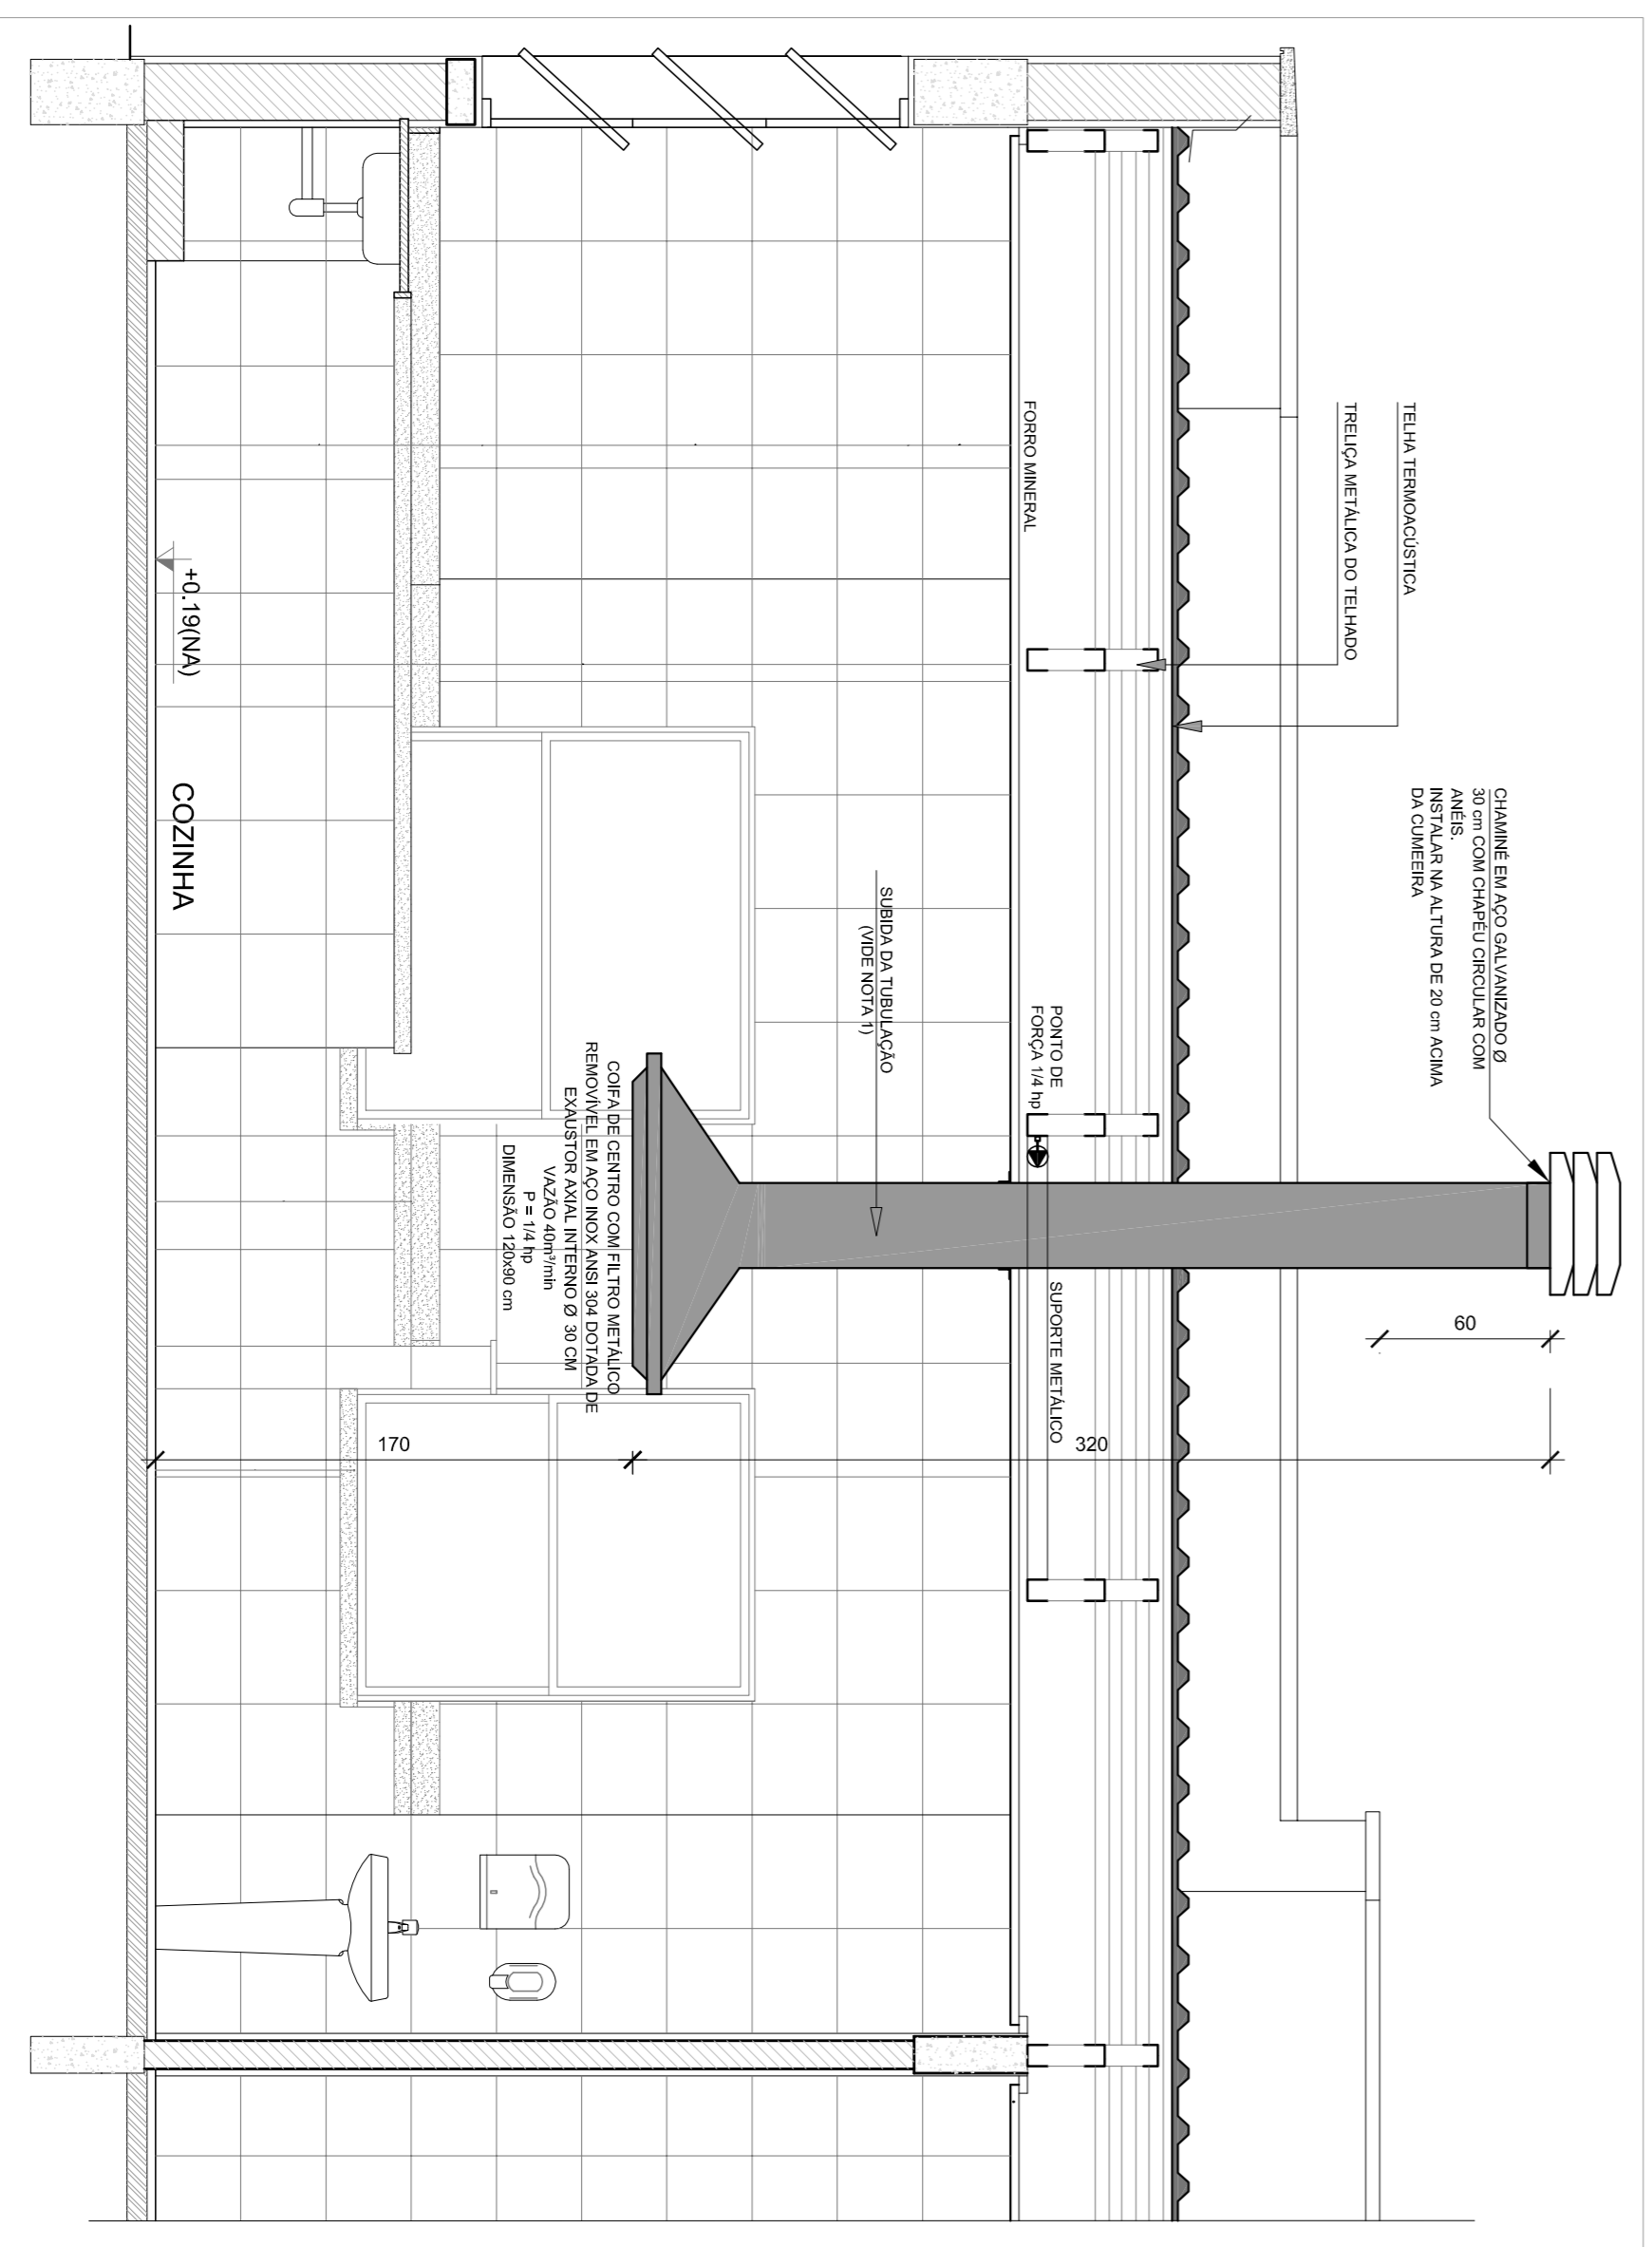 CHAMINÉ EM AÇO GALVANIZADO Ø
30 cm COM CHAPÉU CIRCULAR COM
ANÉIS.
INSTALAR NA ALTURA DE 20 cm ACIMA
DA CUMEEIRA
TELHA TERMOACÚSTICA
TRELIÇA METÁLICA DO TELHADO
60
FORRO MINERAL
PONTO DE
FORÇA 1/4 hp
SUPORTE METÁLICO
320
SUBIDA DA TUBULAÇÃO
(VIDE NOTA 1)
COIFA DE CENTRO COM FILTRO METÁLICO
REMOVÍVEL EM AÇO INOX ANSI 304 DOTADA DE
EXAUSTOR AXIAL INTERNO Ø 30 CM
VAZÃO 40m³/min
P = 1/4 hp
DIMENSÃO 120x90 cm
170
+0.19(NA)
COZINHA